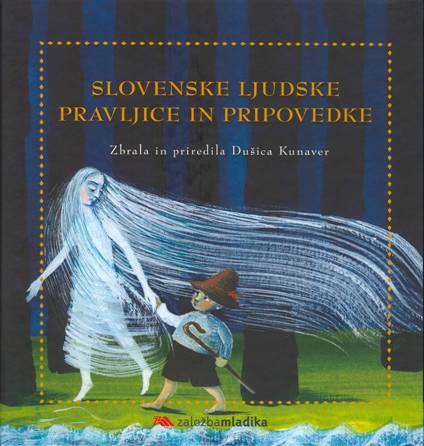 SLOVENSKE LJUDSKE
PRAVLJICE IN PRIPOVEDKE
Zbrala in priredila Dušica Kunaver
založbamladika